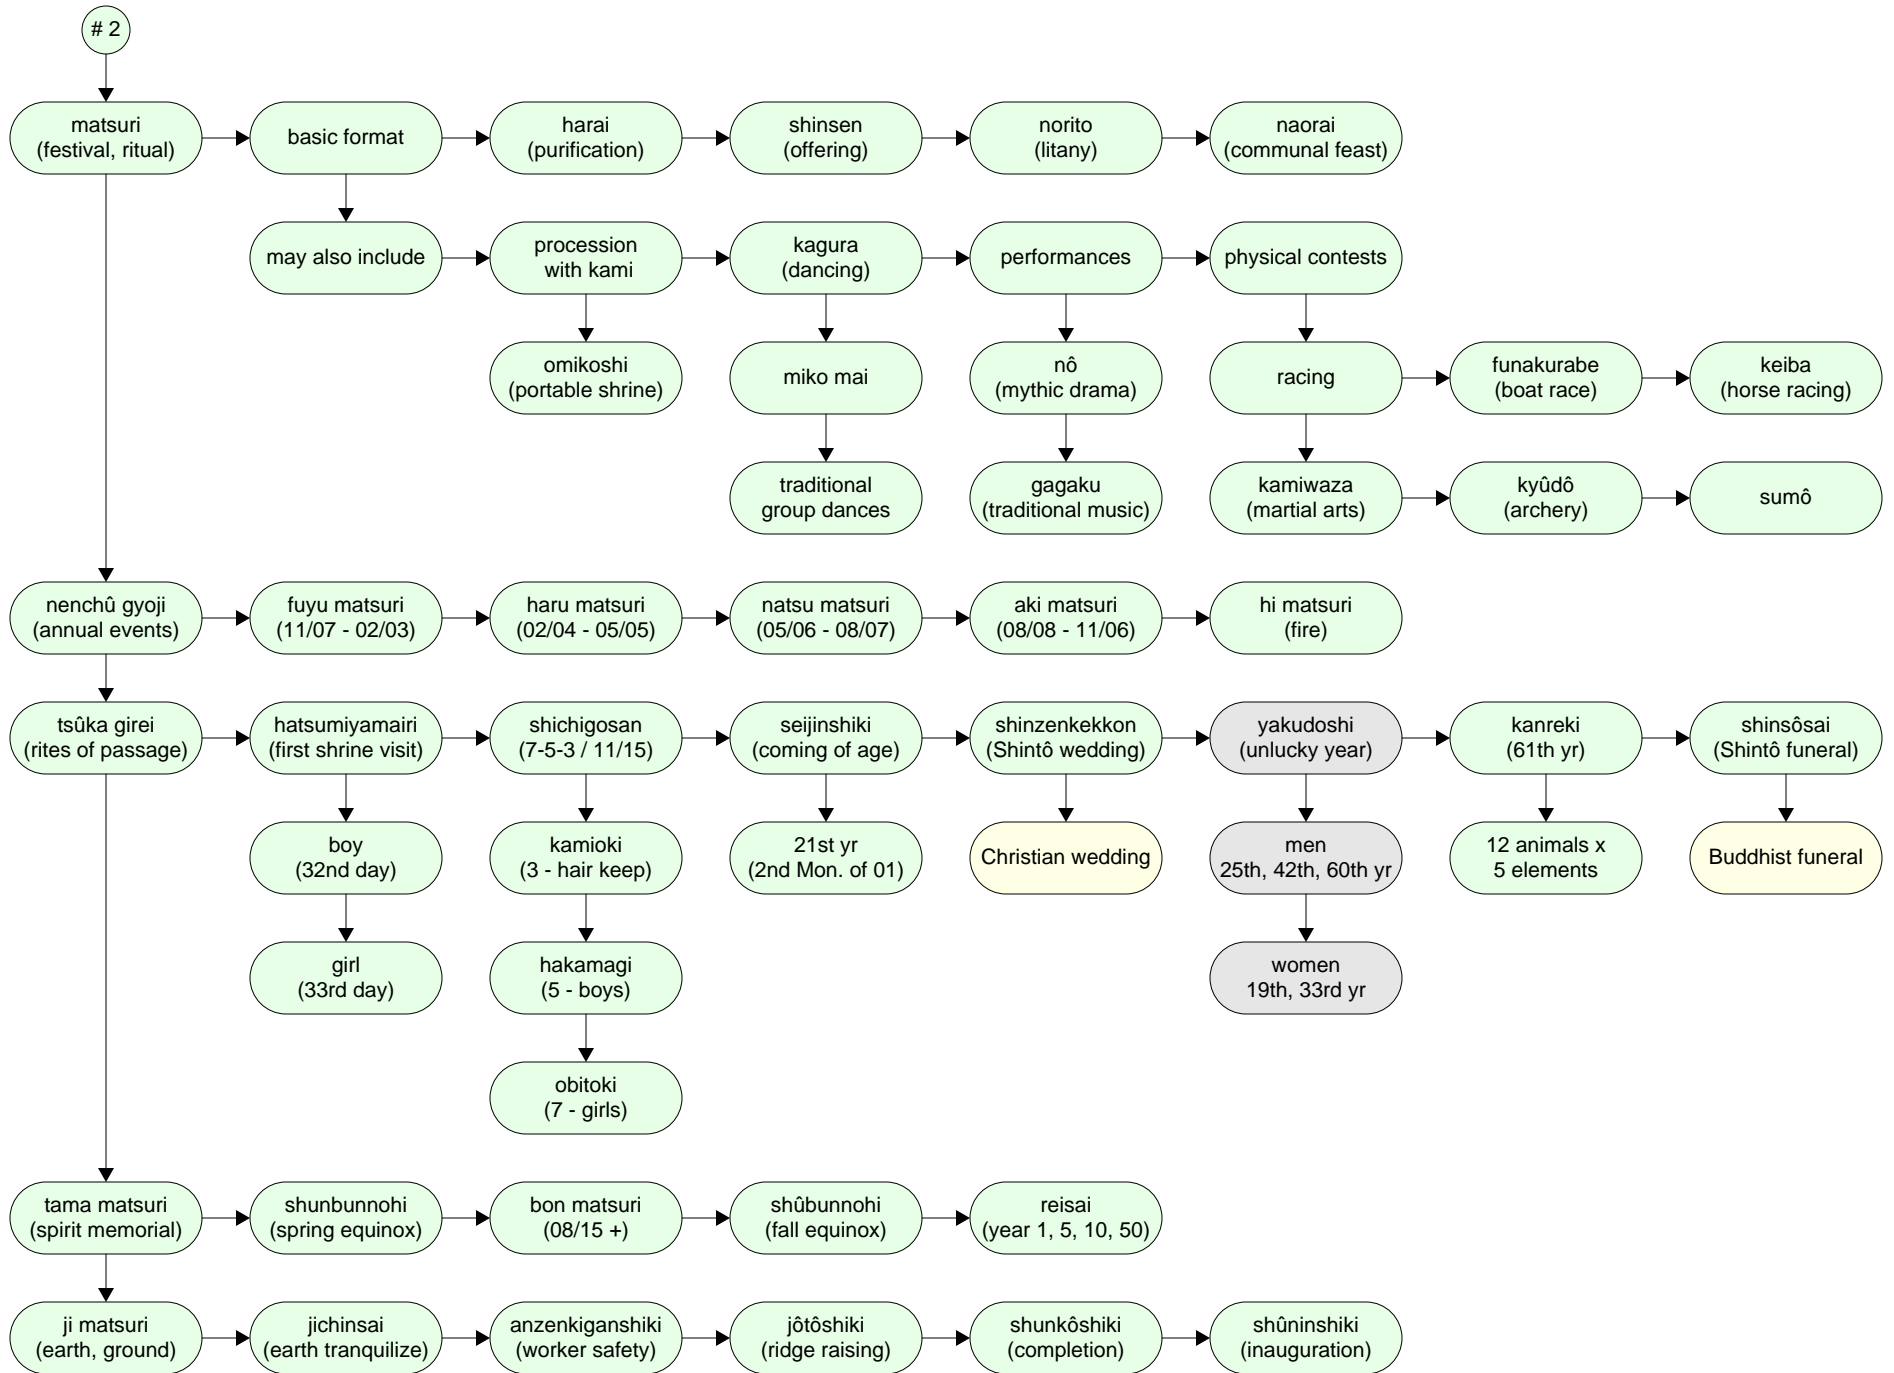 # 2
matsuri
(festival, ritual)
basic format
harai
(purification)
shinsen
(offering)
norito
(litany)
naorai
(communal feast)
may also include
procession
with kami
kagura
(dancing)
performances
physical contests
omikoshi
(portable shrine)
miko mai
nô
(mythic drama)
racing
funakurabe
(boat race)
keiba
(horse racing)
traditional
group dances
gagaku
(traditional music)
kamiwaza
(martial arts)
kyûdô
(archery)
sumô
nenchû gyoji
(annual events)
fuyu matsuri
(11/07 - 02/03)
haru matsuri
(02/04 - 05/05)
natsu matsuri
(05/06 - 08/07)
aki matsuri
(08/08 - 11/06)
hi matsuri
(fire)
tsûka girei
(rites of passage)
hatsumiyamairi
(first shrine visit)
shichigosan
(7-5-3 / 11/15)
seijinshiki
(coming of age)
shinzenkekkon
(Shintô wedding)
yakudoshi
(unlucky year)
kanreki
(61th yr)
shinsôsai
(Shintô funeral)
boy
(32nd day)
kamioki
(3 - hair keep)
21st yr
(2nd Mon. of 01)
Christian wedding
men
25th, 42th, 60th yr
12 animals x
5 elements
Buddhist funeral
girl
(33rd day)
hakamagi
(5 - boys)
women
19th, 33rd yr
obitoki
(7 - girls)
tama matsuri
(spirit memorial)
shunbunnohi
(spring equinox)
bon matsuri
(08/15 +)
shûbunnohi
(fall equinox)
reisai
(year 1, 5, 10, 50)
ji matsuri
(earth, ground)
jichinsai
(earth tranquilize)
anzenkiganshiki
(worker safety)
jôtôshiki
(ridge raising)
shunkôshiki
(completion)
shûninshiki
(inauguration)